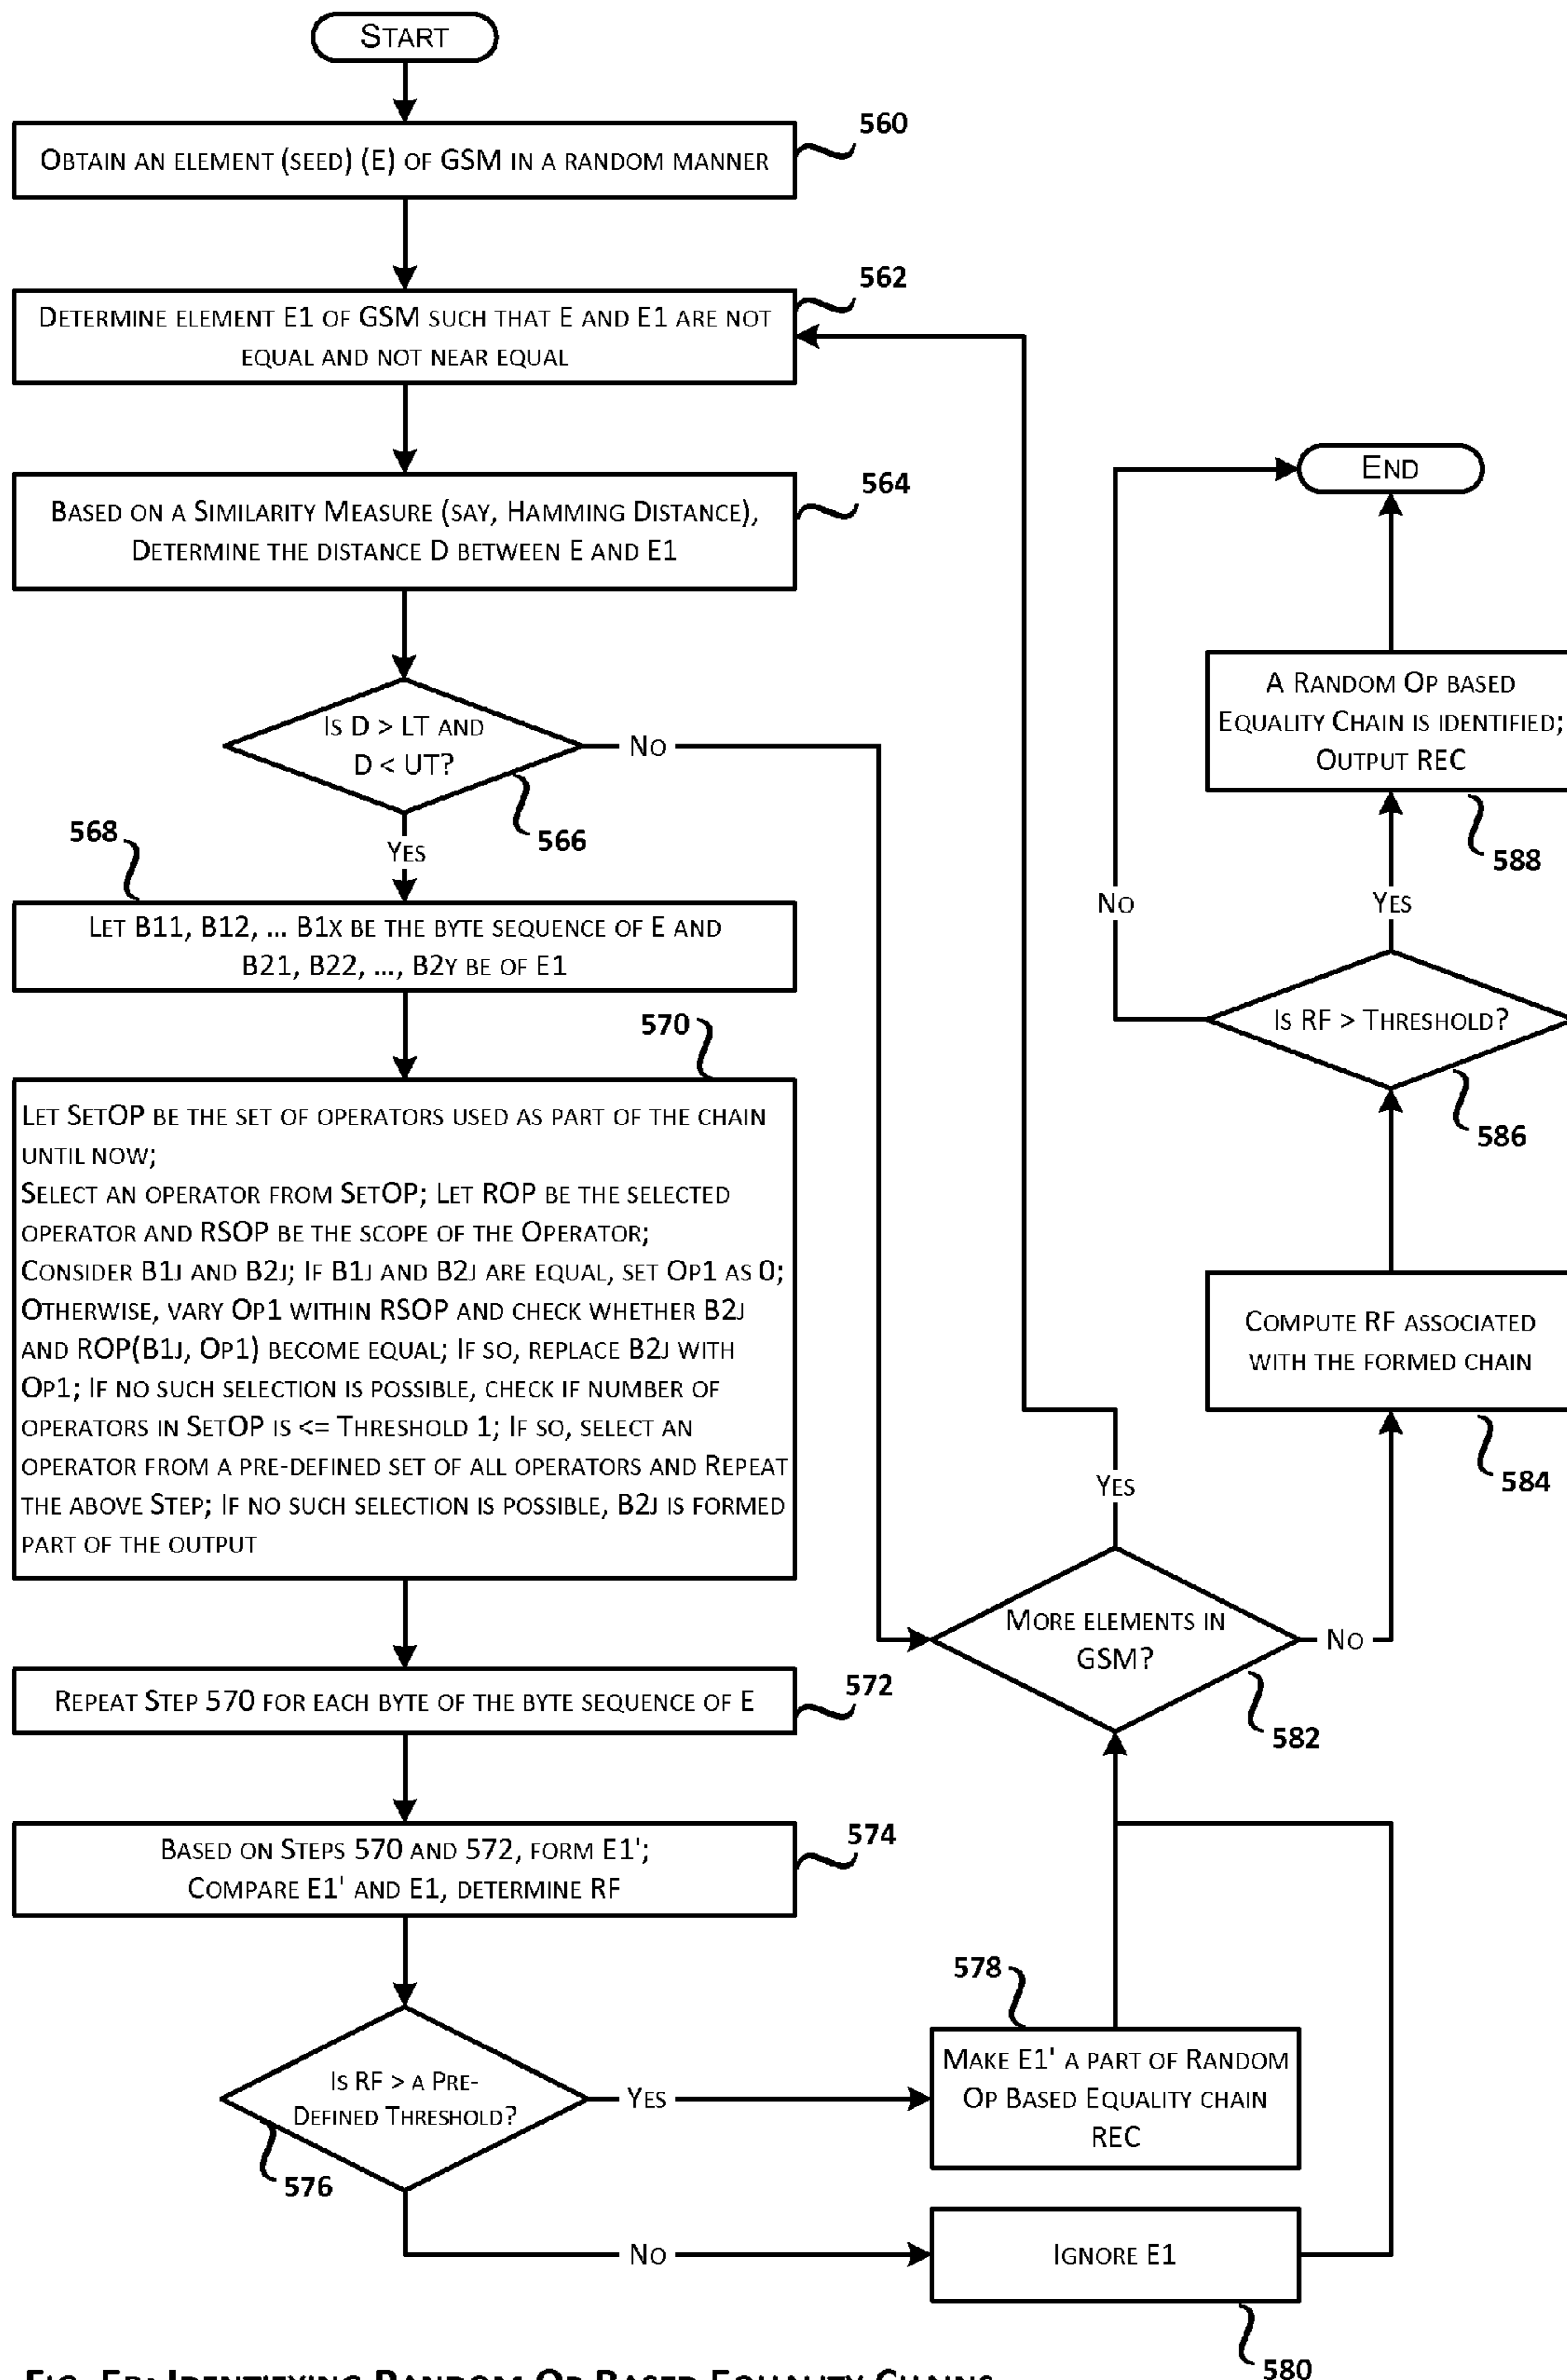 START
560
OBTAIN AN ELEMENT (SEED) (E) OF GSM IN A RANDOM MANNER
562
DETERMINE ELEMENT E1 OF GSM SUCH THAT E AND E1 ARE NOT
EQUAL AND NOT NEAR EQUAL
564
BASED ON A SIMILARITY MEASURE (SAY, HAMMING DISTANCE),
DETERMINE THE DISTANCE D BETWEEN E AND E1
IS D > LT AND
D < UT?
NO
566
YES
568
LET B11, B12, ... B1X BE THE BYTE SEQUENCE OF E AND
B21, B22, ..., B2Y BE OF E1
570
LET SETOP BE THE SET OF OPERATORS USED AS PART OF THE CHAIN
UNTIL NOW;
SELECT AN OPERATOR FROM SETOP; LET ROP BE THE SELECTED
OPERATOR AND RSOP BE THE SCOPE OF THE OPERATOR;
CONSIDER B1J AND B2J; IF B1J AND B2J ARE EQUAL, SET OP1 AS 0;
OTHERWISE, VARY OP1 WITHIN RSOP AND CHECK WHETHER B2J
AND ROP(B1J, OP1) BECOME EQUAL; IF SO, REPLACE B2J WITH
OP1; IF NO SUCH SELECTION IS POSSIBLE, CHECK IF NUMBER OF
OPERATORS IN SETOP IS <= THRESHOLD 1; IF SO, SELECT AN
OPERATOR FROM A PRE-DEFINED SET OF ALL OPERATORS AND REPEAT
THE ABOVE STEP; IF NO SUCH SELECTION IS POSSIBLE, B2J IS FORMED
PART OF THE OUTPUT
REPEAT STEP 570 FOR EACH BYTE OF THE BYTE SEQUENCE OF E
572
BASED ON STEPS 570 AND 572, FORM E1';
COMPARE E1' AND E1, DETERMINE RF
574
IS RF > A PRE-
DEFINED THRESHOLD?
YES
576
NO
578
MAKE E1' A PART OF RANDOM
OP BASED EQUALITY CHAIN
REC
IGNORE E1
580
MORE ELEMENTS IN
GSM?
582
YES
NO
COMPUTE RF ASSOCIATED
WITH THE FORMED CHAIN
584
IS RF > THRESHOLD?
586
NO
YES
A RANDOM OP BASED
EQUALITY CHAIN IS IDENTIFIED;
OUTPUT REC
588
END
FIG. 5B: IDENTIFYING RANDOM OP BASED EQUALITY CHAINS